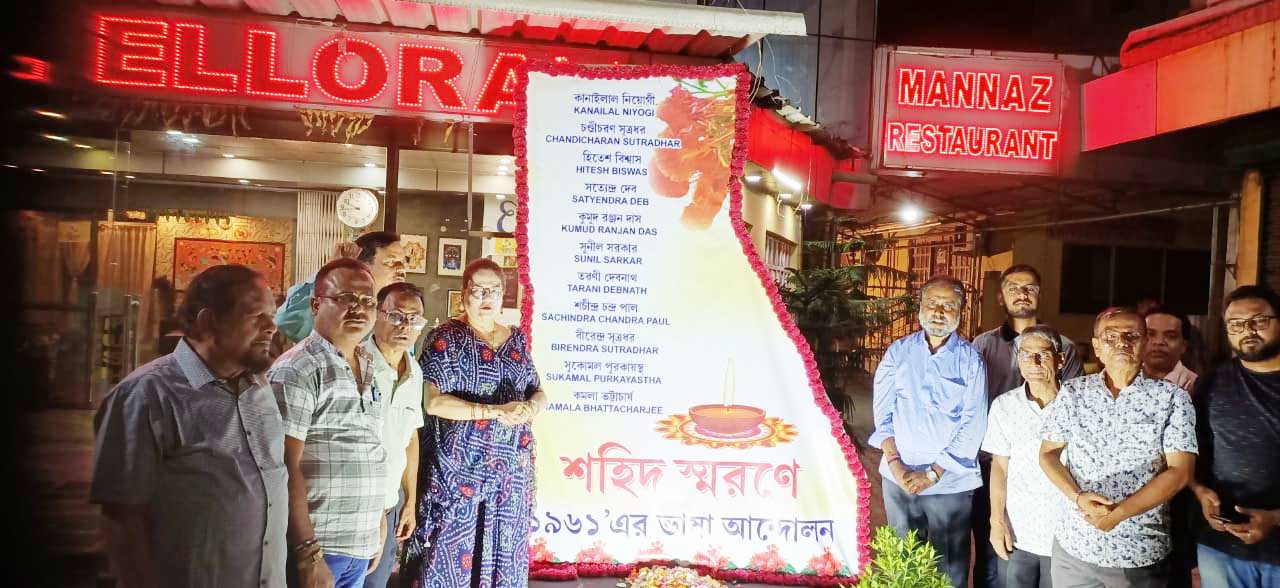 ELLORA
MANNAZ
RESTAURANT
কানাইলাল নিয়োগী
KANAILAL NIYOGI
চণ্ডীচরণ সূত্রধর
CHANDICHARAN SUTRADHAR
হিতেশ বিশ্বাস
HITESH BISWAS
সত্যেন্দ্র দেব
SATYENDRA DEB
কুমুদ রঞ্জন দাস
KUMUD RANJAN DAS
সুনীল সরকার
SUNIL SARKAR
তরণী দেবনাথ
TARANI DEBNATH
শচীন্দ্র চন্দ্র পাল
SACHINDRA CHANDRA PAUL
বীরেন্দ্র সূত্রধর
BIRENDRA SUTRADHAR
সুকোমল পুরকায়স্থ
SUKAMAL PURKAYASTHA
কমলা ভট্টাচার্য
KAMALA BHATTACHARJEE
শহিদ স্মরণে
১৯৬১'এর ভাষা আন্দোলন